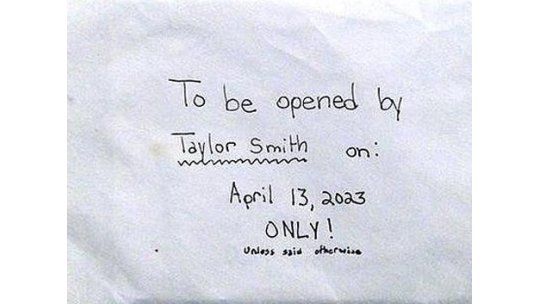 To be opened by
Taylor Smith on:
April 13, 2023
ONLY!
Unless said otherwise